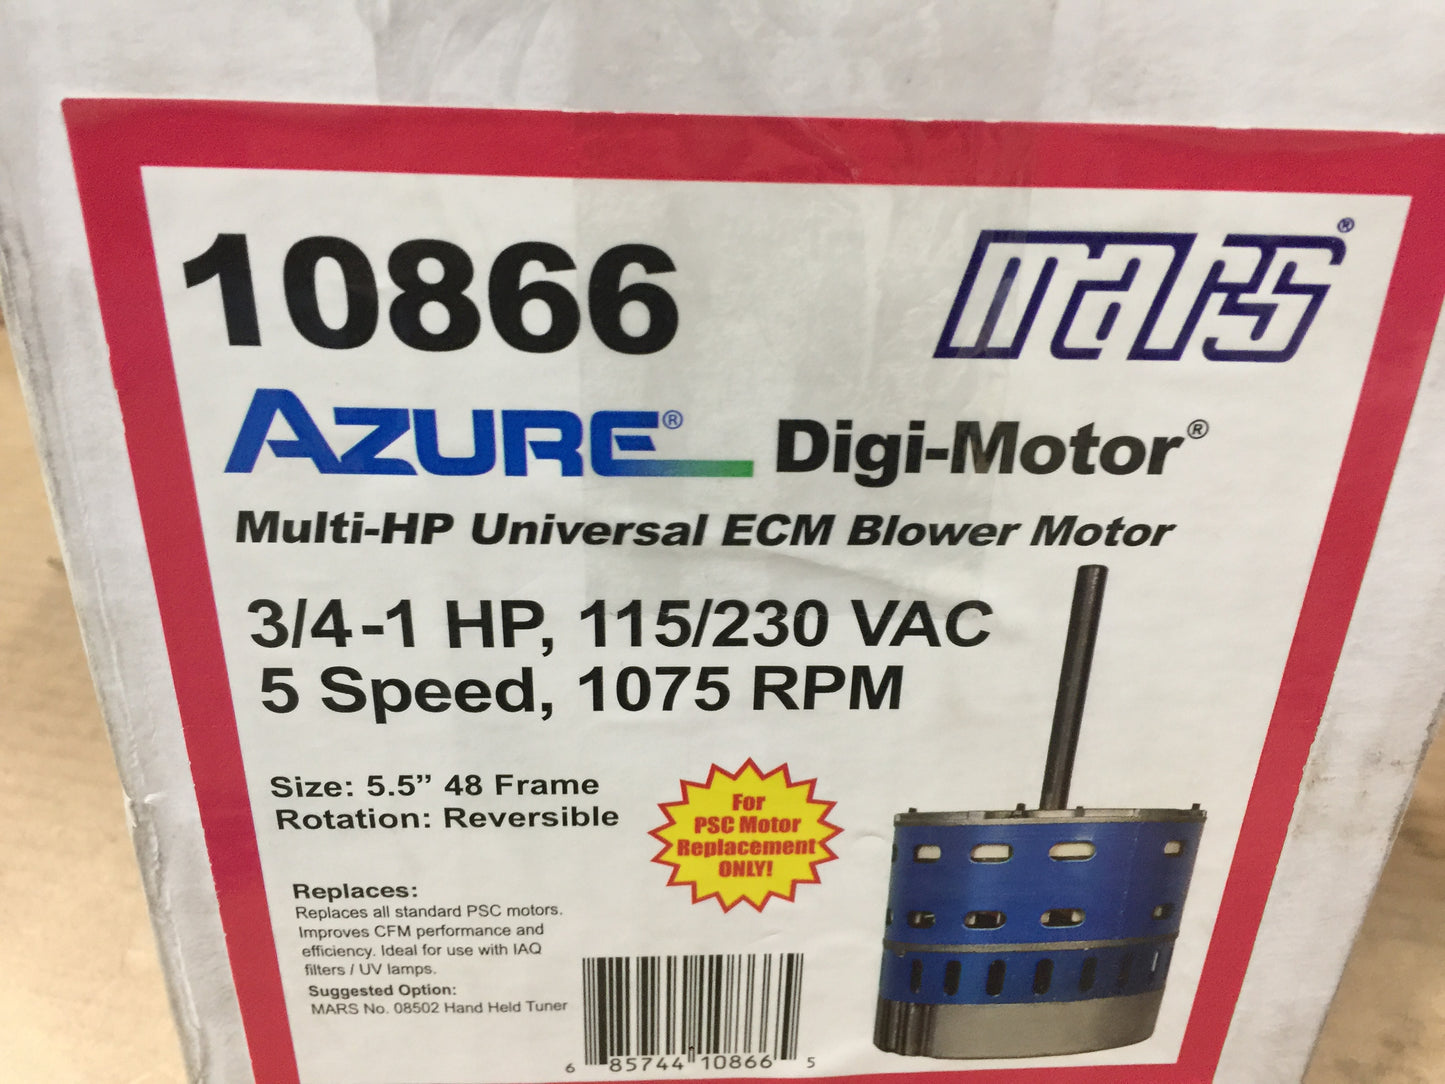 10866
mars®
AZURE® Digi-Motor®
Multi-HP Universal ECM Blower Motor
3/4-1 HP, 115/230 VAC
5 Speed, 1075 RPM
Size: 5.5" 48 Frame
Rotation: Reversible
For
PSC Motor
Replacement
ONLY!
Replaces:
Replaces all standard PSC motors.
Improves CFM performance and
efficiency. Ideal for use with IAQ
filters / UV lamps.
Suggested Option:
MARS No. 08502 Hand Held Tuner
6 85744 10866 5